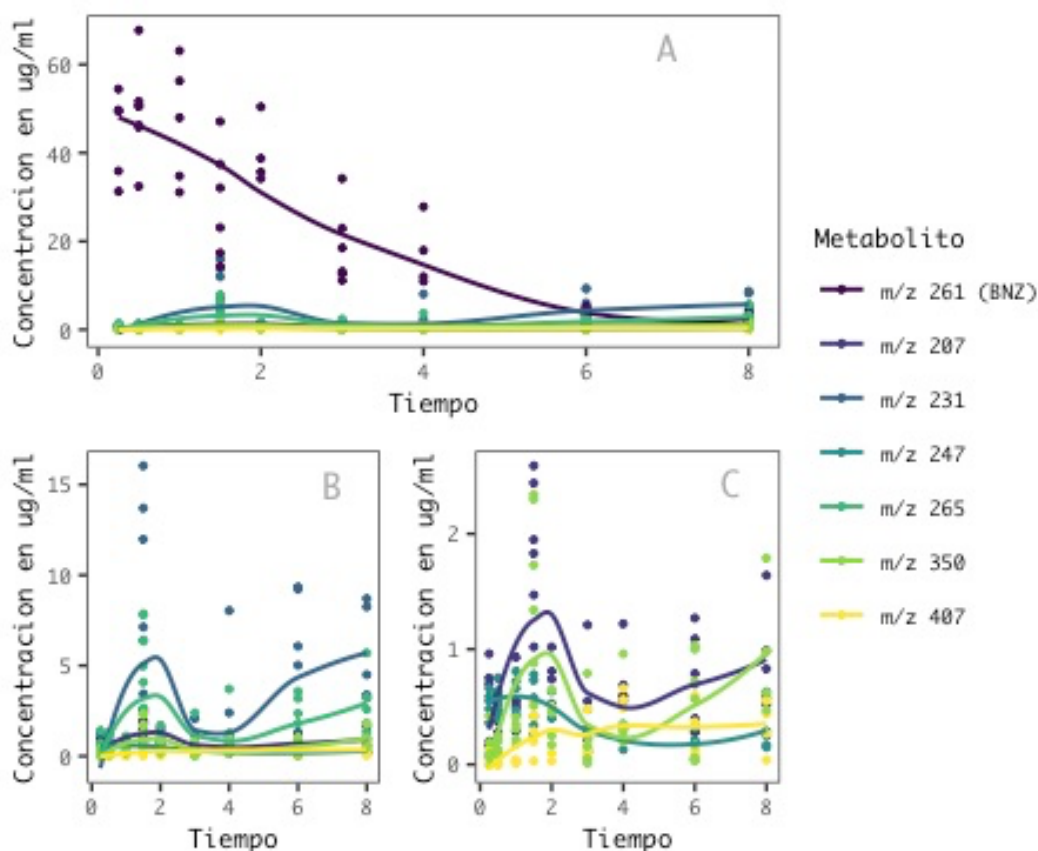 A
Concentracion en ug/ml
60
40
20
0
0 2 4 6 8
Tiempo
B
Concentracion en ug/ml
15
10
5
0
0 2 4 6 8
Tiempo
C
Concentracion en ug/ml
2
1
0
0 2 4 6 8
Tiempo
Metabolito
m/z 261 (BNZ)
m/z 207
m/z 231
m/z 247
m/z 265
m/z 350
m/z 407